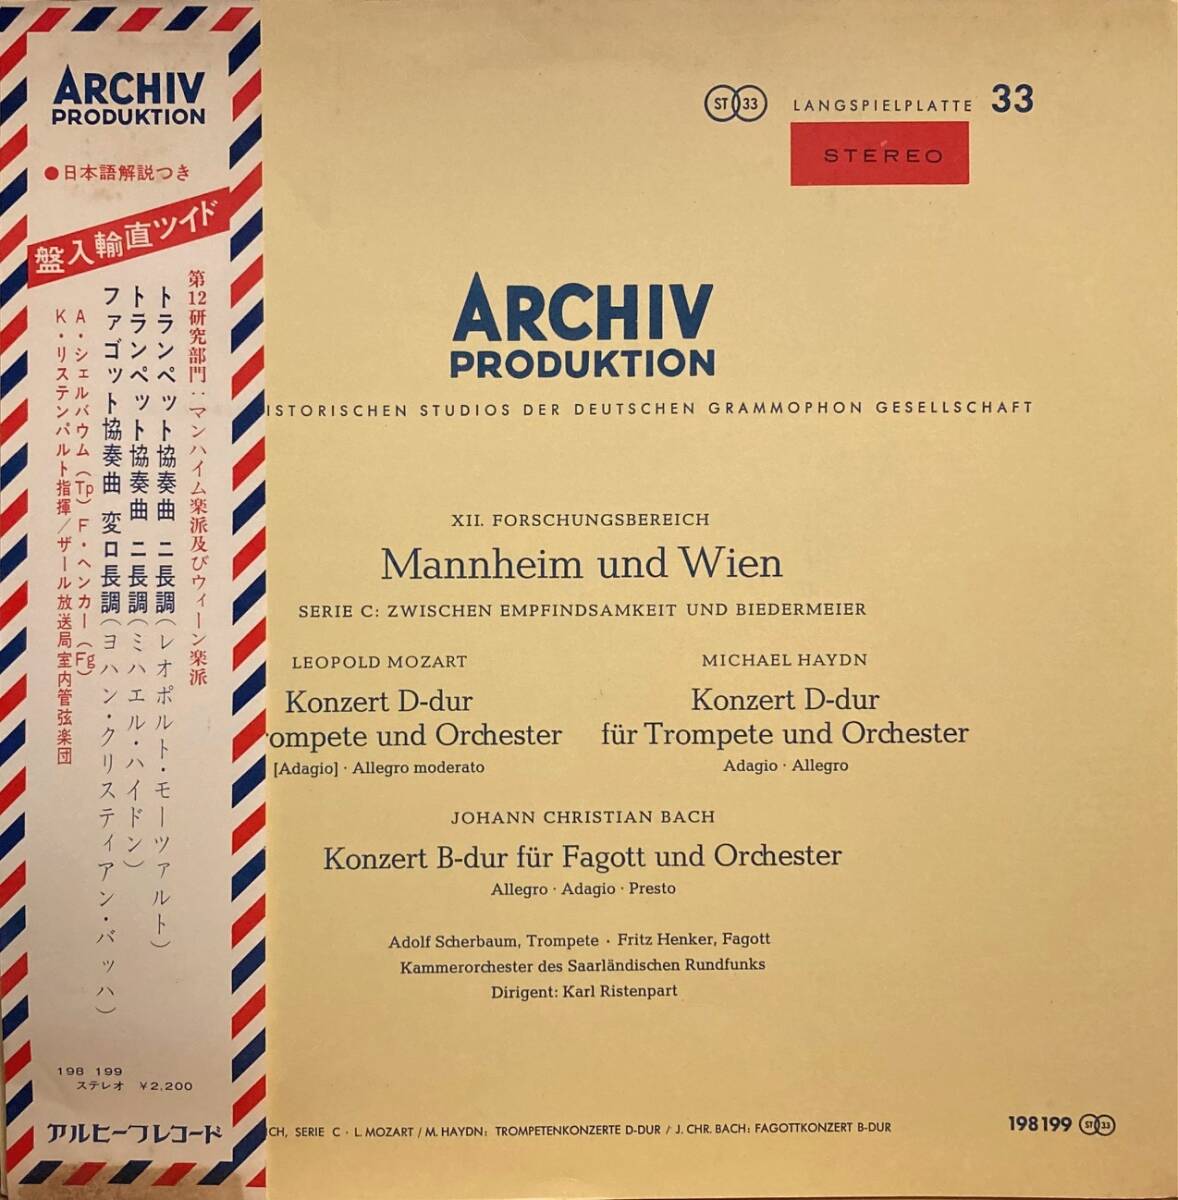 ARCHIV
PRODUKTION
●日本語解説つき
ドイツ直輸入盤
第12研究部門:マンハイム楽派及びウィーン楽派
トランペット協奏曲 ニ長調(レオポルト・モーツァルト)
トランペット協奏曲 ニ長調(ミハエル・ハイドン)
ファゴット協奏曲 変ロ長調(ヨハン・クリスティアン・バッハ)
A・シェルバウム(Tp) F・ヘンカー(Fg)
K・リステンパルト指揮/ザール放送局室内管弦楽団
198 199
ステレオ ¥2,200
アルヒーフレコード
ST 33 LANGSPIELPLATTE 33
STEREO
ARCHIV
PRODUKTION
ISTORISCHEN STUDIOS DER DEUTSCHEN GRAMMOPHON GESELLSCHAFT
XII. FORSCHUNGSBEREICH
Mannheim und Wien
SERIE C: ZWISCHEN EMPFINDSAMKEIT UND BIEDERMEIER
LEOPOLD MOZART
Konzert D-dur
rompete und Orchester
[Adagio] · Allegro moderato
MICHAEL HAYDN
Konzert D-dur
für Trompete und Orchester
Adagio · Allegro
JOHANN CHRISTIAN BACH
Konzert B-dur für Fagott und Orchester
Allegro · Adagio · Presto
Adolf Scherbaum, Trompete · Fritz Henker, Fagott
Kammerorchester des Saarländischen Rundfunks
Dirigent: Karl Ristenpart
ICH, SERIE C · L. MOZART / M. HAYDN: TROMPETENKONZERTE D-DUR / J. CHR. BACH: FAGOTTKONZERT B-DUR
198199 ST 33